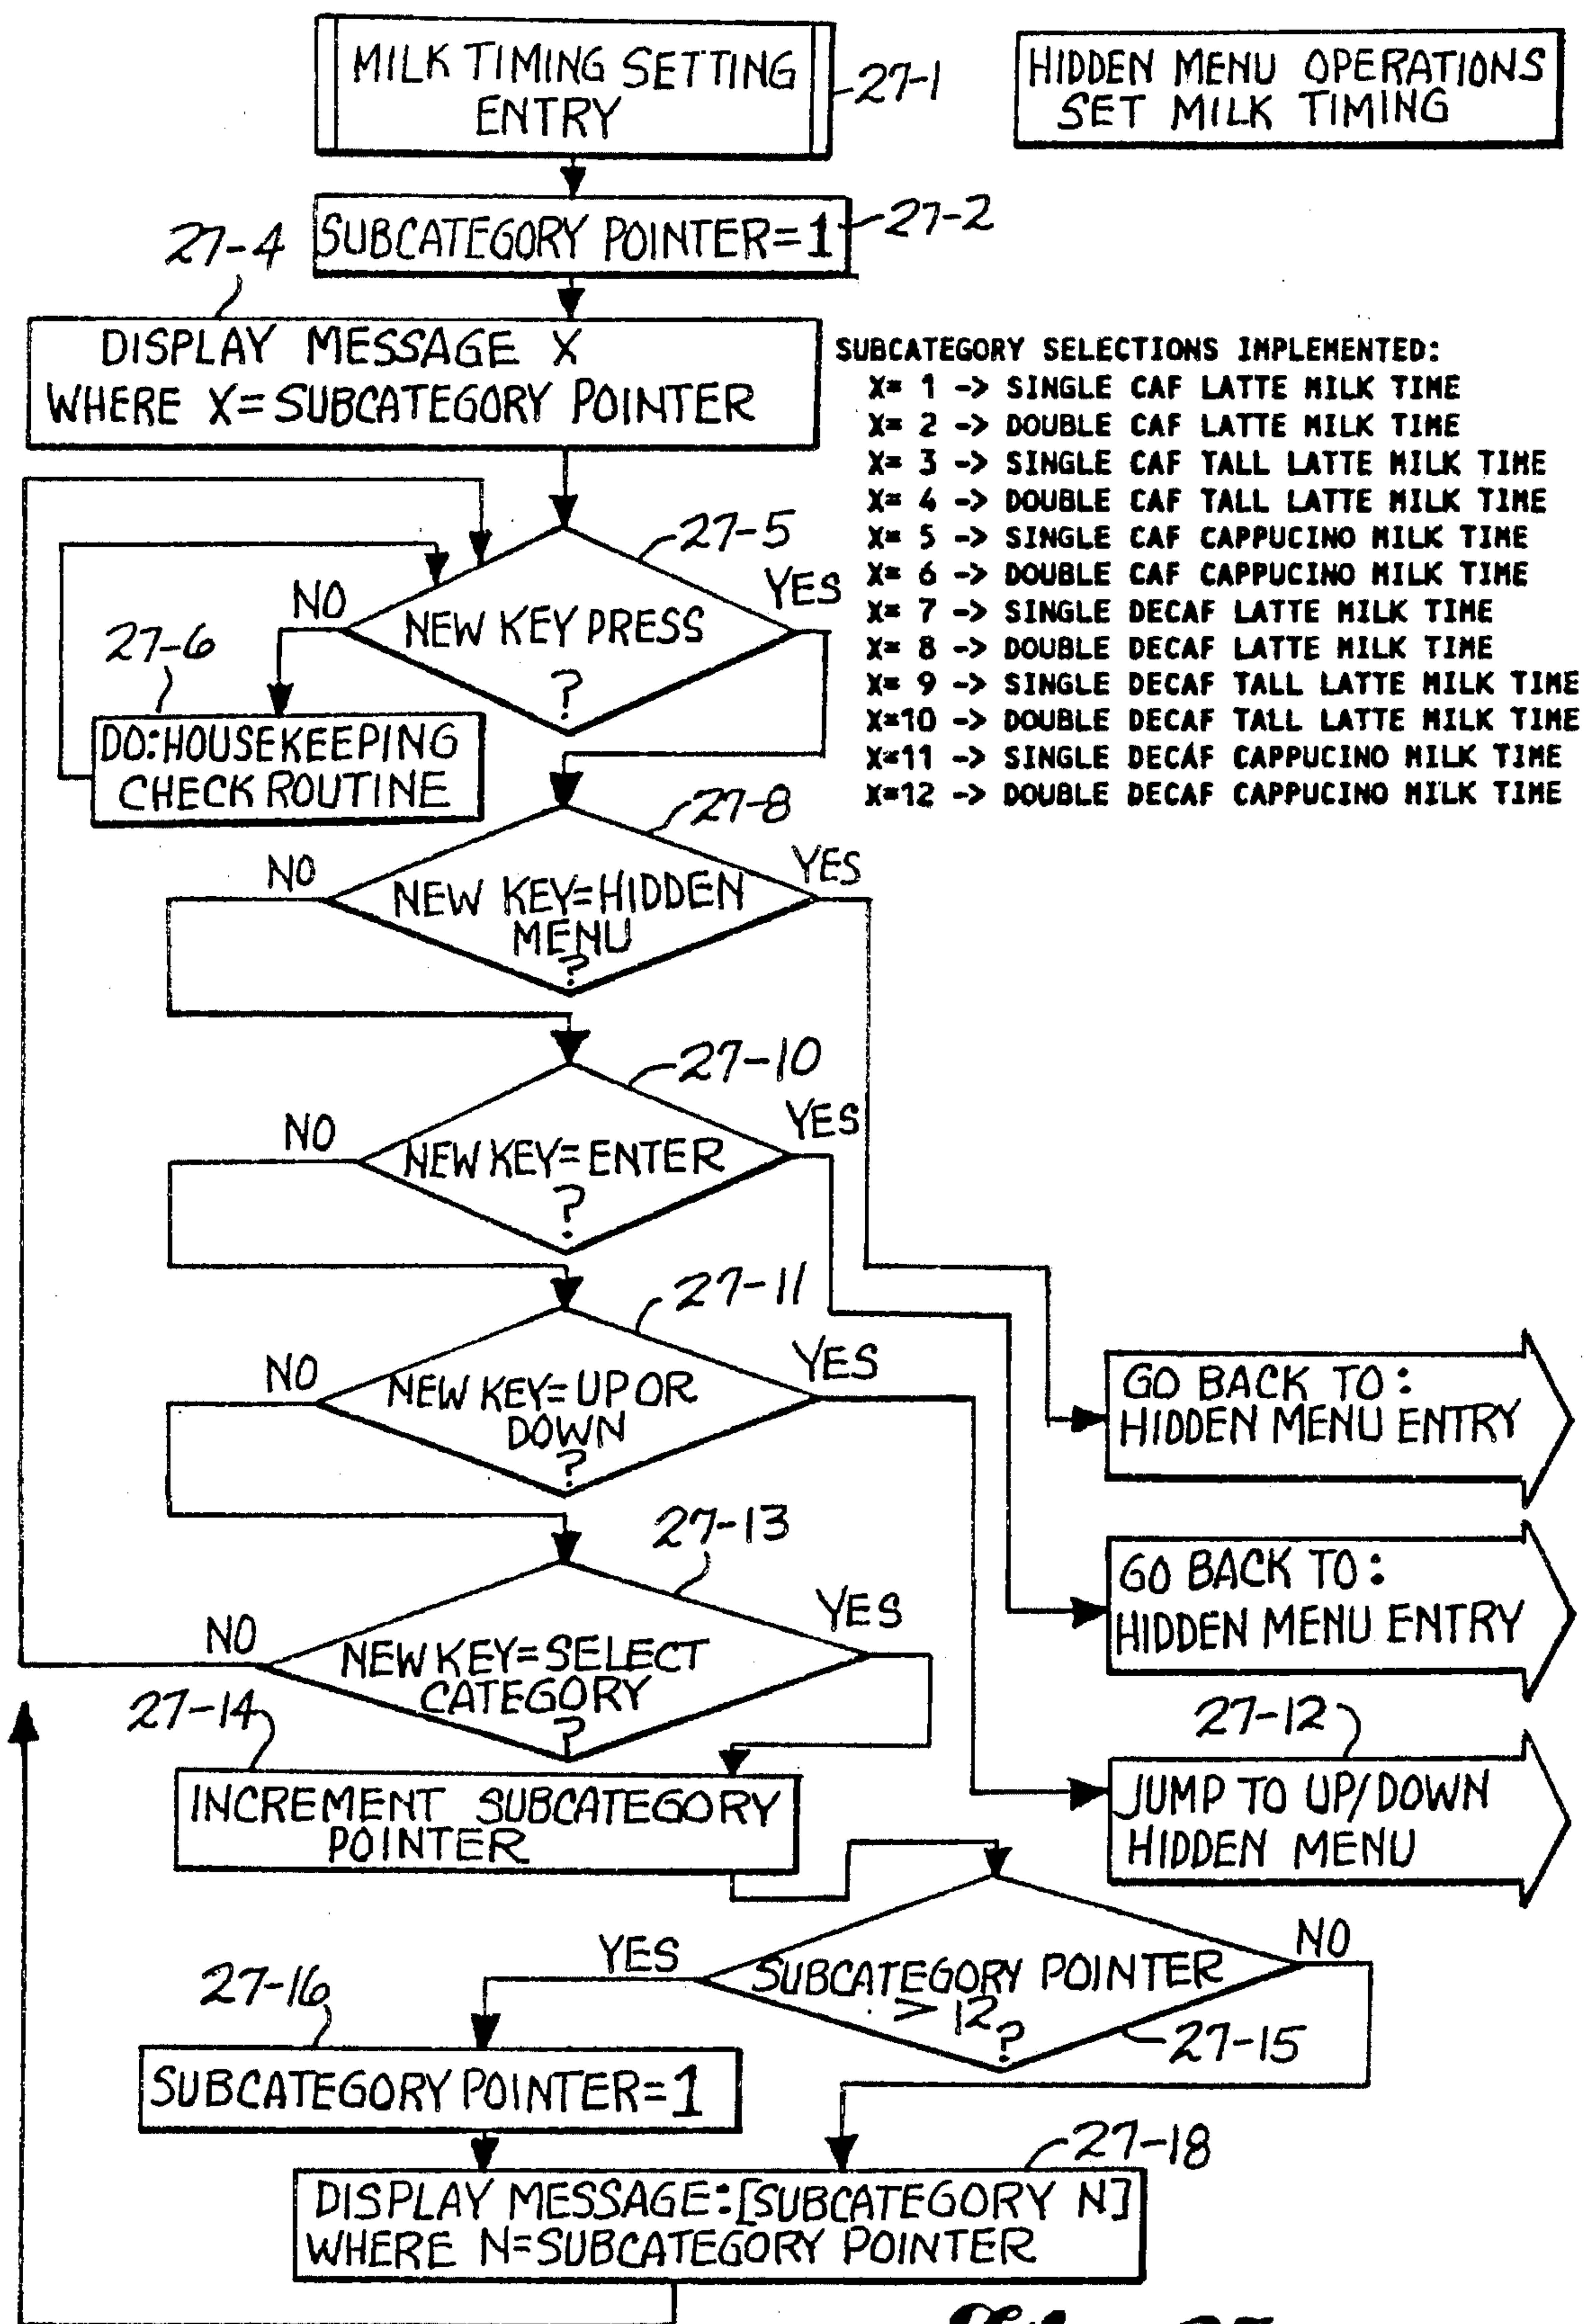 MILK TIMING SETTING
ENTRY
27-1
HIDDEN MENU OPERATIONS
SET MILK TIMING
SUBCATEGORY POINTER=1
27-2
27-4
DISPLAY MESSAGE X
WHERE X=SUBCATEGORY POINTER
SUBCATEGORY SELECTIONS IMPLEMENTED:
X= 1 -> SINGLE CAF LATTE MILK TIME
X= 2 -> DOUBLE CAF LATTE MILK TIME
X= 3 -> SINGLE CAF TALL LATTE MILK TIME
X= 4 -> DOUBLE CAF TALL LATTE MILK TIME
X= 5 -> SINGLE CAF CAPPUCINO MILK TIME
X= 6 -> DOUBLE CAF CAPPUCINO MILK TIME
X= 7 -> SINGLE DECAF LATTE MILK TIME
X= 8 -> DOUBLE DECAF LATTE MILK TIME
X= 9 -> SINGLE DECAF TALL LATTE MILK TIME
X=10 -> DOUBLE DECAF TALL LATTE MILK TIME
X=11 -> SINGLE DECAF CAPPUCINO MILK TIME
X=12 -> DOUBLE DECAF CAPPUCINO MILK TIME
27-5
NO
YES
NEW KEY PRESS
?
27-6
DO:HOUSEKEEPING
CHECK ROUTINE
27-8
NO
YES
NEW KEY=HIDDEN
MENU
?
27-10
NO
YES
NEW KEY=ENTER
?
27-11
NO
YES
NEW KEY=UP OR
DOWN
?
GO BACK TO:
HIDDEN MENU ENTRY
27-13
NO
YES
NEW KEY=SELECT
CATEGORY
?
GO BACK TO:
HIDDEN MENU ENTRY
27-14
INCREMENT SUBCATEGORY
POINTER
27-12
JUMP TO UP/DOWN
HIDDEN MENU
YES
NO
SUBCATEGORY POINTER
> 12
?
27-15
27-16
SUBCATEGORY POINTER=1
27-18
DISPLAY MESSAGE:[SUBCATEGORY N]
WHERE N=SUBCATEGORY POINTER